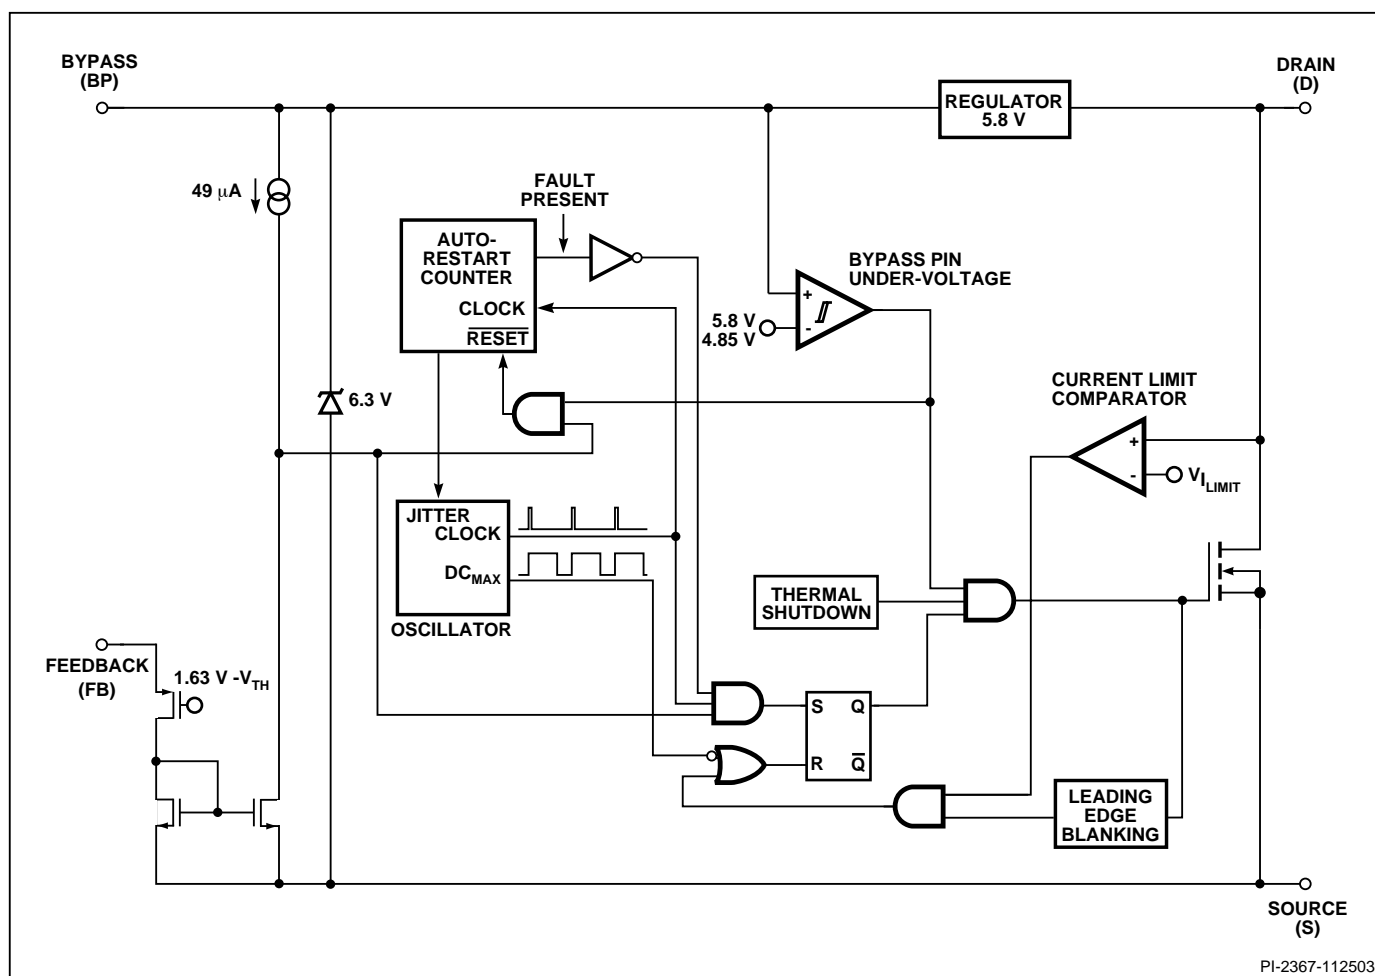 BYPASS
(BP)
DRAIN
(D)
REGULATOR
5.8 V
49 µA
FAULT
PRESENT
AUTO-
RESTART
COUNTER
CLOCK
RESET
BYPASS PIN
UNDER-VOLTAGE
+
-
5.8 V
4.85 V
6.3 V
CURRENT LIMIT
COMPARATOR
+
-
VILIMIT
JITTER
CLOCK
DCMAX
OSCILLATOR
THERMAL
SHUTDOWN
FEEDBACK
(FB)
1.63 V -VTH
S Q
R Q
LEADING
EDGE
BLANKING
SOURCE
(S)
PI-2367-112503